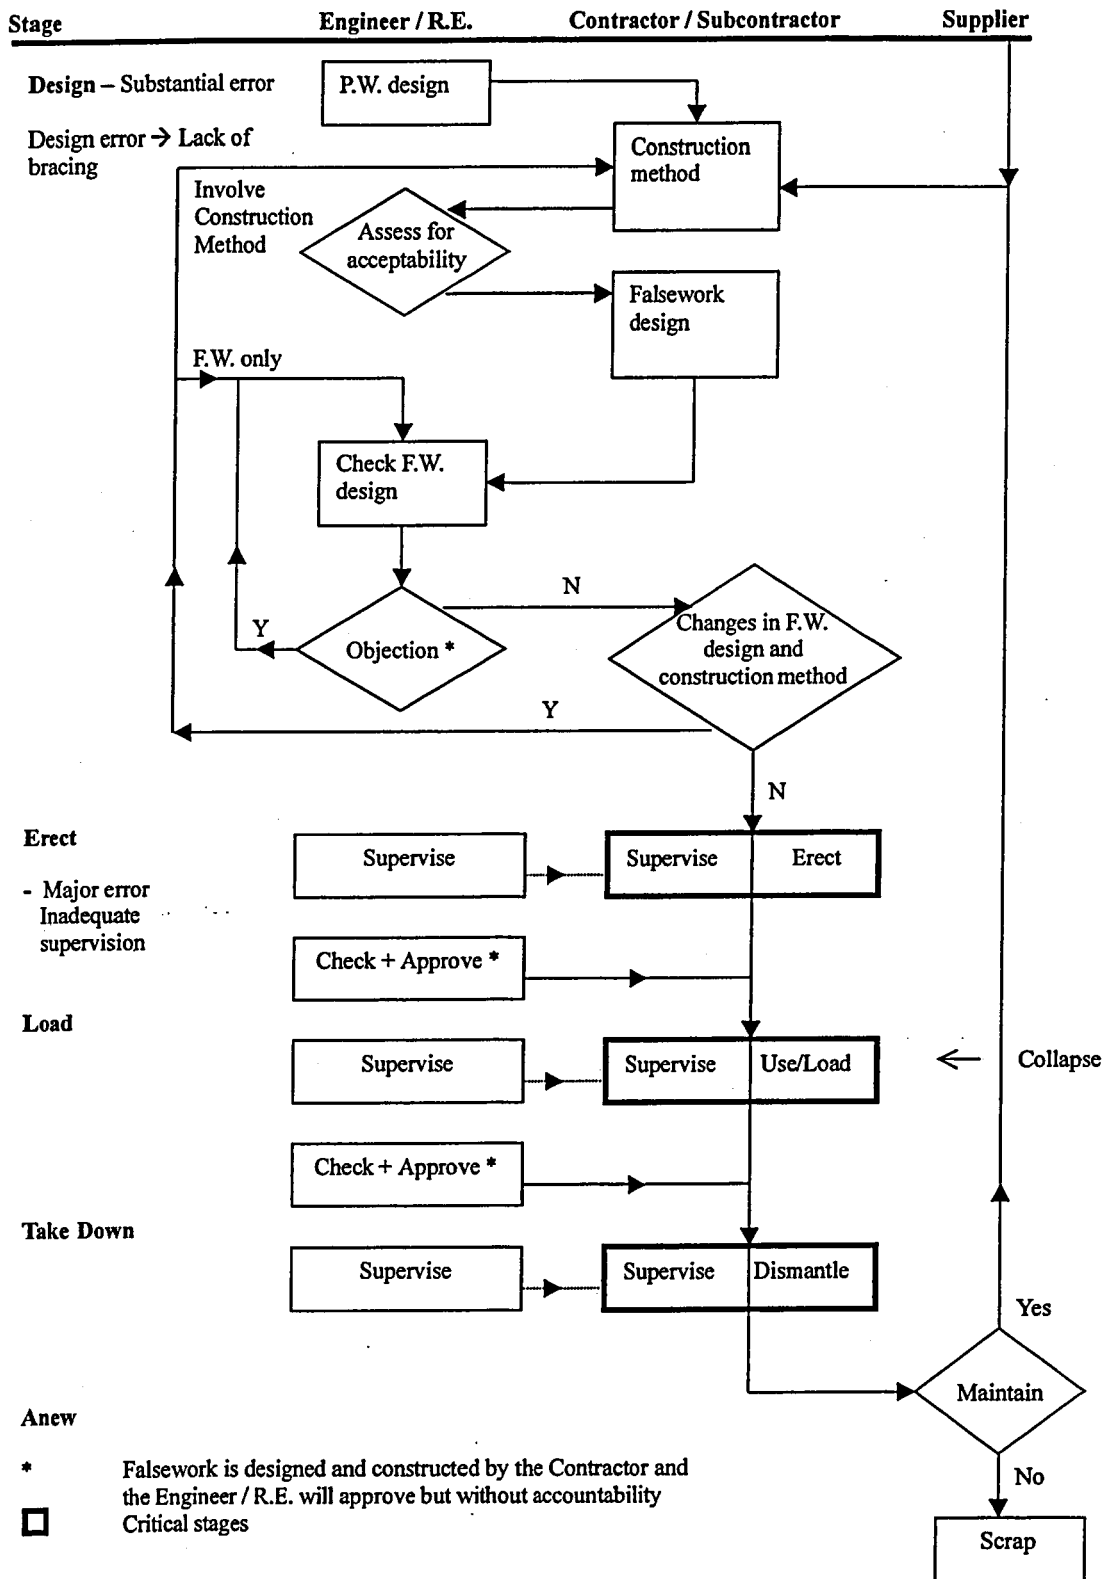 Stage Engineer / R.E. Contractor / Subcontractor Supplier
Design – Substantial error
P.W. design
Design error → Lack of
bracing
Construction
method
Involve
Construction
Method
Assess for
acceptability
Falsework
design
F.W. only
Check F.W.
design
N
Y
Objection *
Changes in F.W.
design and
construction method
Y
N
Erect
Supervise
Supervise
Erect
- Major error
Inadequate
supervision
Check + Approve *
Load
Supervise
Supervise
Use/Load
Collapse
Check + Approve *
Take Down
Supervise
Supervise
Dismantle
Yes
Maintain
Anew
* Falsework is designed and constructed by the Contractor and
the Engineer / R.E. will approve but without accountability
Critical stages
No
Scrap